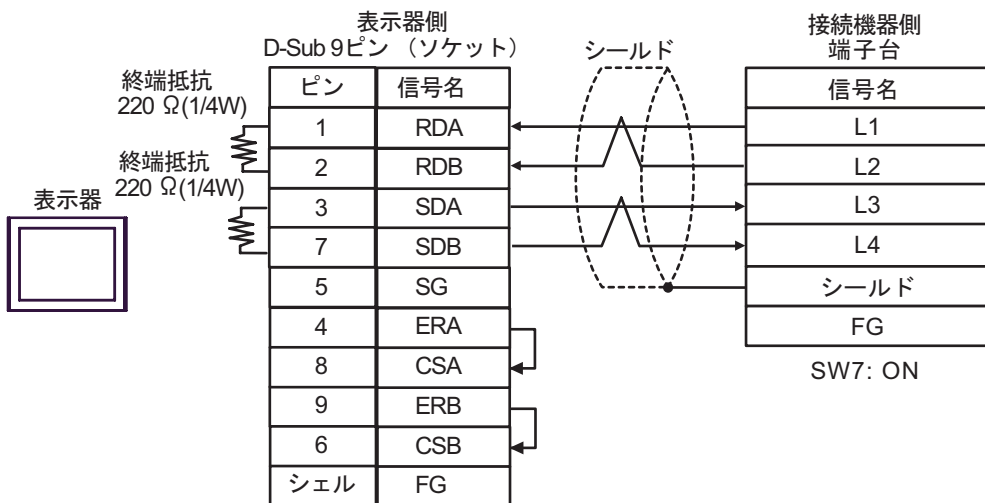 表示器側
D-Sub 9ピン （ソケット）
シールド
接続機器側
端子台
終端抵抗
220 Ω(1/4W)
終端抵抗
220 Ω(1/4W)
表示器
ピン 信号名
1 RDA
2 RDB
3 SDA
7 SDB
5 SG
4 ERA
8 CSA
9 ERB
6 CSB
シェル FG
信号名
L1
L2
L3
L4
シールド
FG
SW7: ON